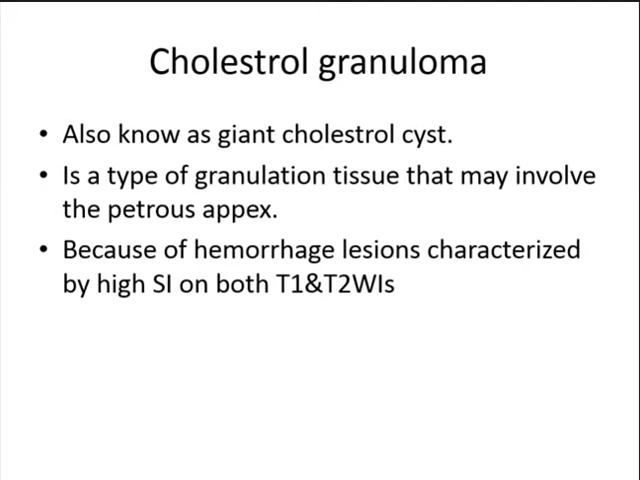 Cholestrol granuloma
• Also know as giant cholestrol cyst.
• Is a type of granulation tissue that may involve
the petrous appex.
• Because of hemorrhage lesions characterized
by high SI on both T1&T2WIs